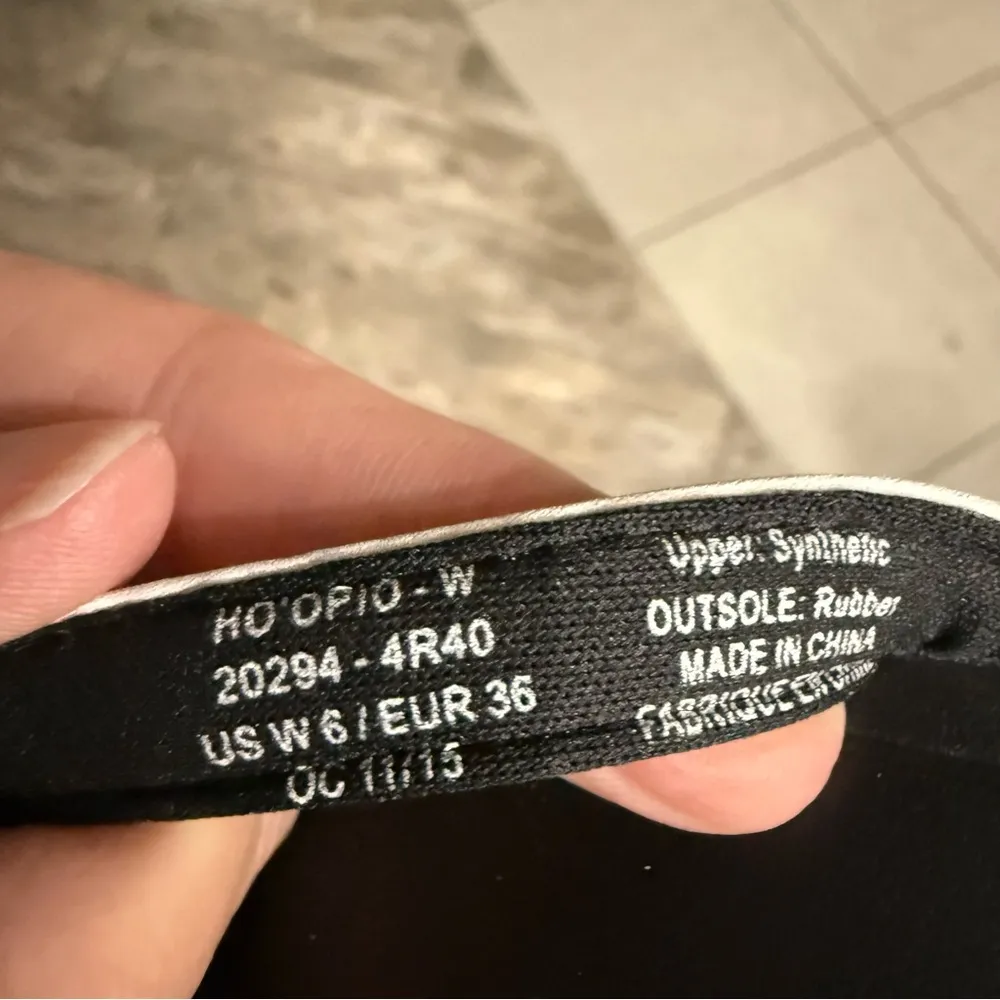 HO'OPIO - W
20294 - 4R40
US W 6 / EUR 36
OC 11/15
Upper: Synthetic
OUTSOLE: Rubber
MADE IN CHINA
FABRIQUE EN